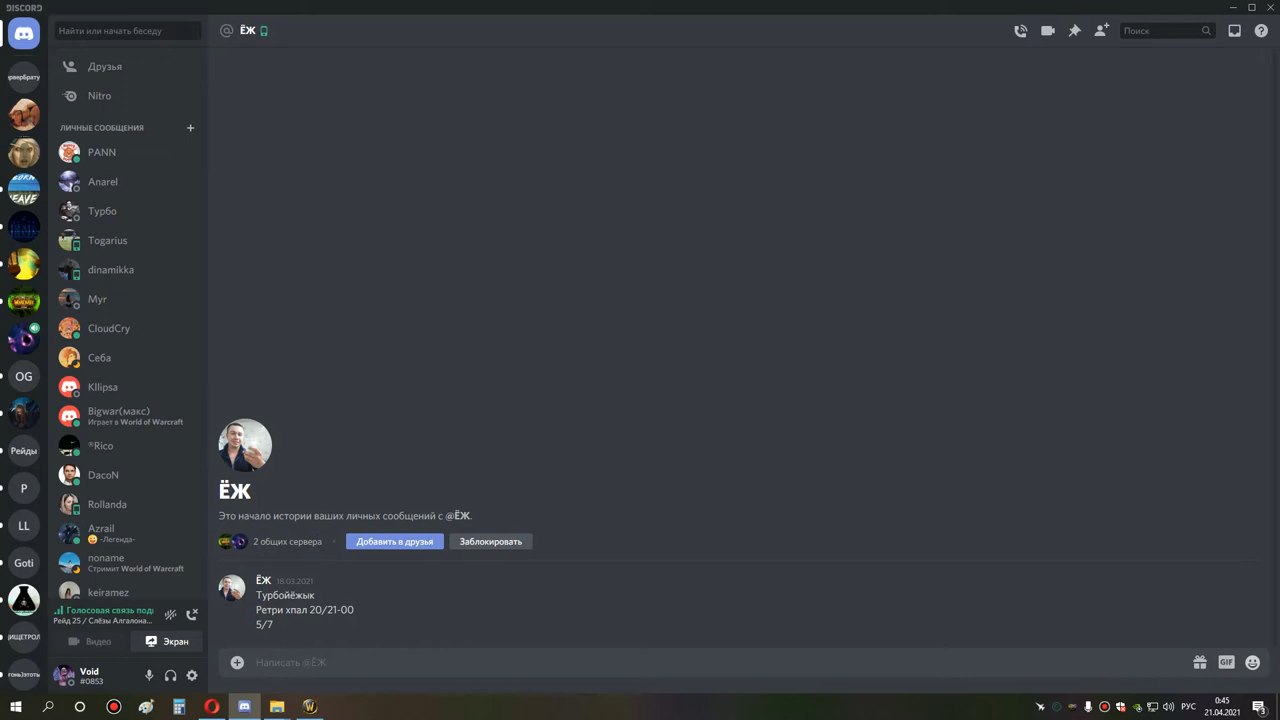 DISCORD
Найти или начать беседу
@ ЁЖ
Поиск
Друзья
Nitro
ЛИЧНЫЕ СООБЩЕНИЯ
PANN
Anarel
Турбо
Togarius
dinamikka
Myr
CloudCry
Себа
Kllipsa
Bigwar(макс)
Играет в World of Warcraft
*Rico
DacoN
Rollanda
Azrail
-Легенда-
noname
Стримит World of Warcraft
keiramez
OG
Рейды
P
LL
Goti
Голосовая связь под
Рейд 25 / Слёзы Алгалона...
Видео
Экран
Void
#0853
ЁЖ
Это начало истории ваших личных сообщений с @ЁЖ.
2 общих сервера
Добавить в друзья
Заблокировать
ЁЖ 18.03.2021
Турбойёжык
Ретри хпал 20/21-00
5/7
Написать @ЁЖ
GIF
РУС
0:45
21.04.2021
3